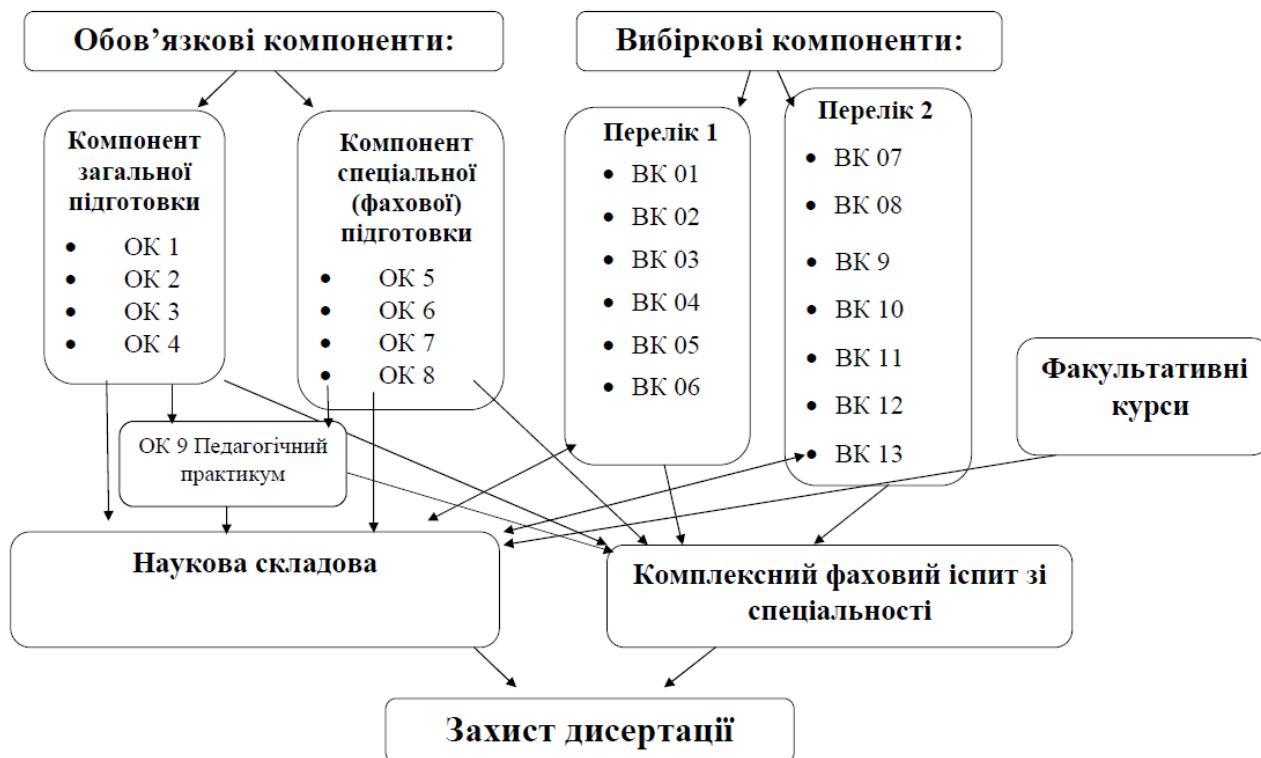 Обов’язкові компоненти:
Вибіркові компоненти:
Компонент
загальної
підготовки
• ОК 1
• ОК 2
• ОК 3
• ОК 4
Компонент
спеціальної
(фахової)
підготовки
• ОК 5
• ОК 6
• ОК 7
• ОК 8
Перелік 1
• ВК 01
• ВК 02
• ВК 03
• ВК 04
• ВК 05
• ВК 06
Перелік 2
• ВК 07
• ВК 08
• ВК 9
• ВК 10
• ВК 11
• ВК 12
• ВК 13
Факультативні
курси
ОК 9 Педагогічний
практикум
Наукова складова
Комплексний фаховий іспит зі
спеціальності
Захист дисертації